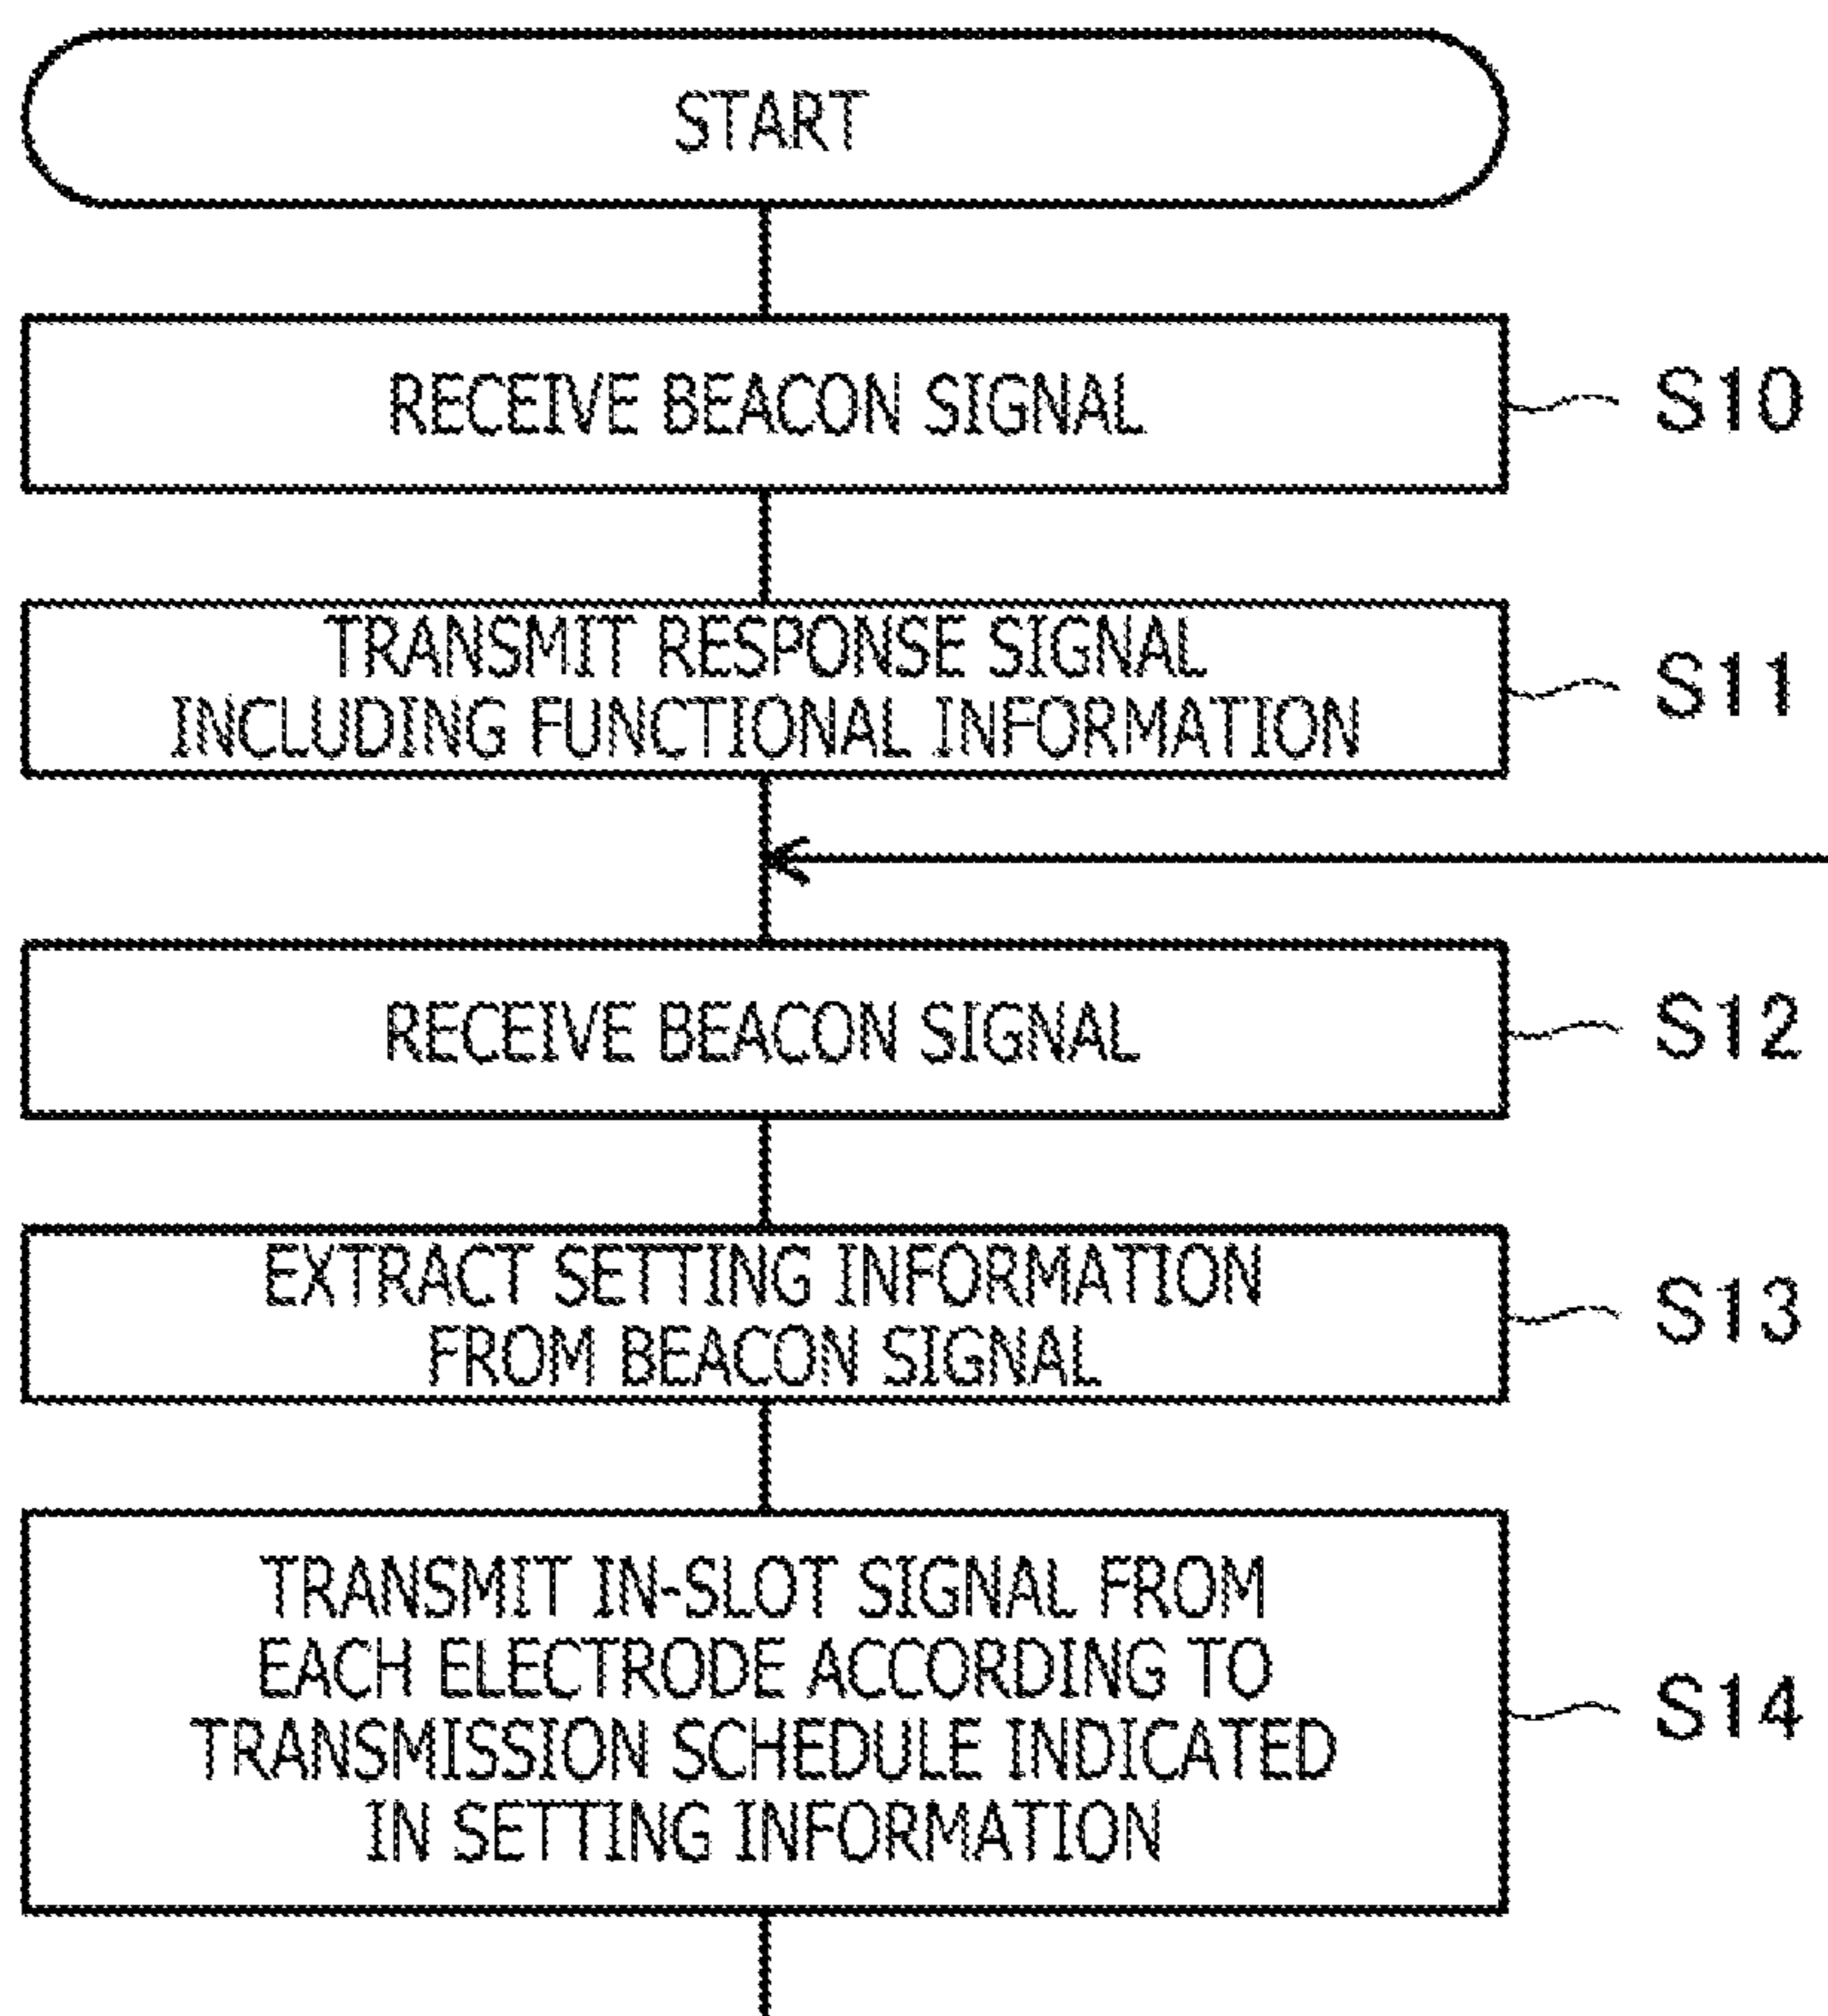 START
RECEIVE BEACON SIGNAL
S10
TRANSMIT RESPONSE SIGNAL
INCLUDING FUNCTIONAL INFORMATION
S11
RECEIVE BEACON SIGNAL
S12
EXTRACT SETTING INFORMATION
FROM BEACON SIGNAL
S13
TRANSMIT IN-SLOT SIGNAL FROM
EACH ELECTRODE ACCORDING TO
TRANSMISSION SCHEDULE INDICATED
IN SETTING INFORMATION
S14